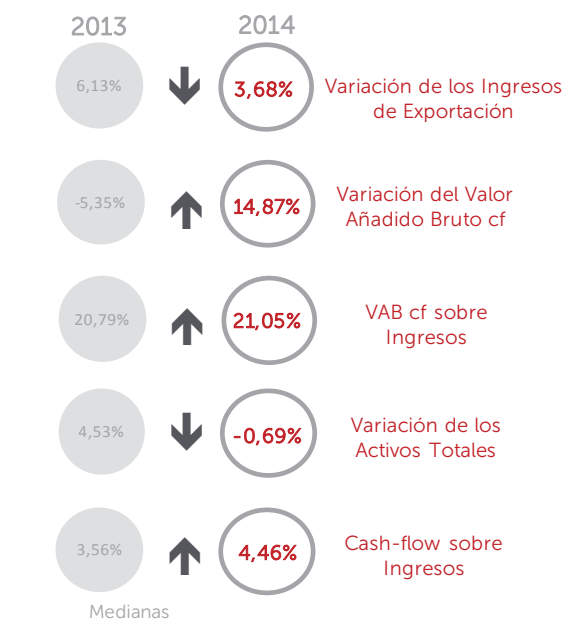 2013
2014
6,13%
3,68%
Variación de los Ingresos
de Exportación
-5,35%
14,87%
Variación del Valor
Añadido Bruto cf
20,79%
21,05%
VAB cf sobre
Ingresos
4,53%
-0,69%
Variación de los
Activos Totales
3,56%
4,46%
Cash-flow sobre
Ingresos
Medianas